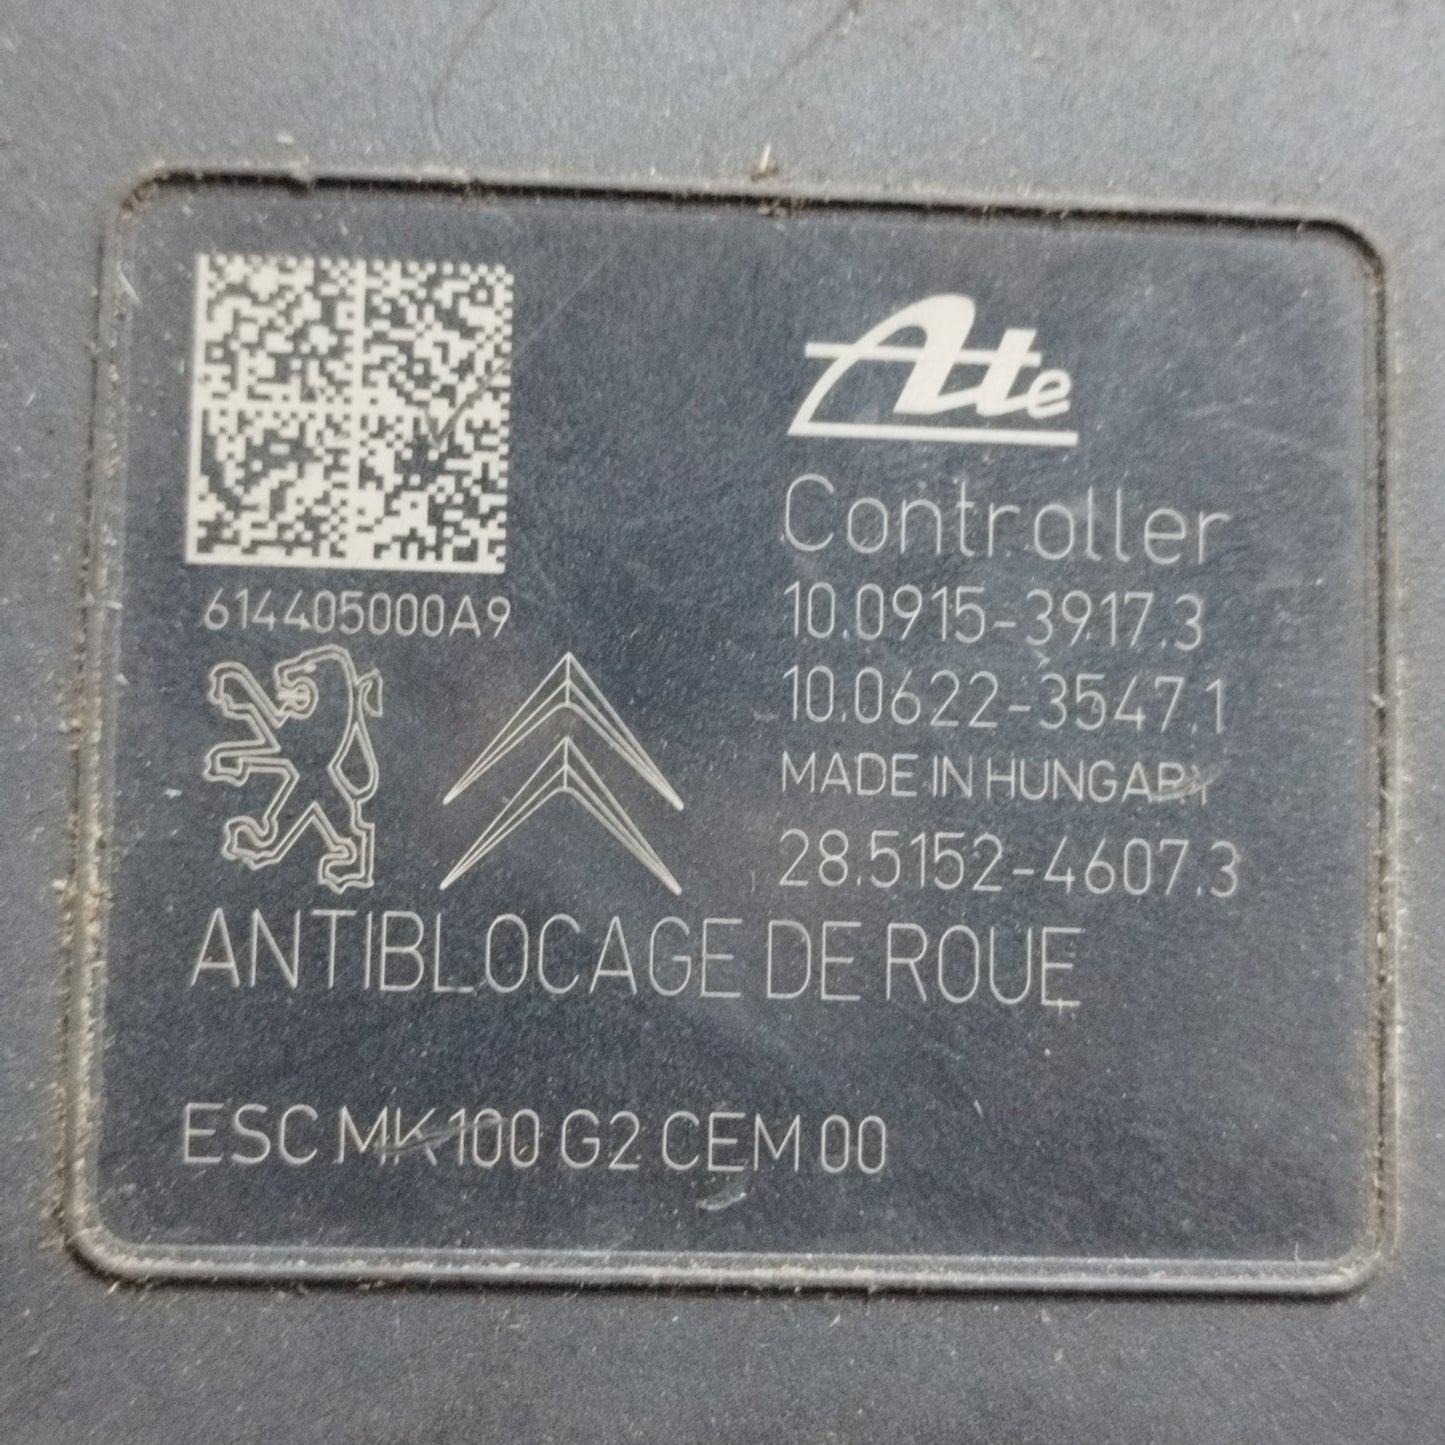 Ate
Controller
614405000A9
10.0915-3917.3
10.0622-3547.1
MADE IN HUNGARY
28.5152-4607.3
ANTIBLOCAGE DE ROUE
ESC MK100 G2 CEM 00